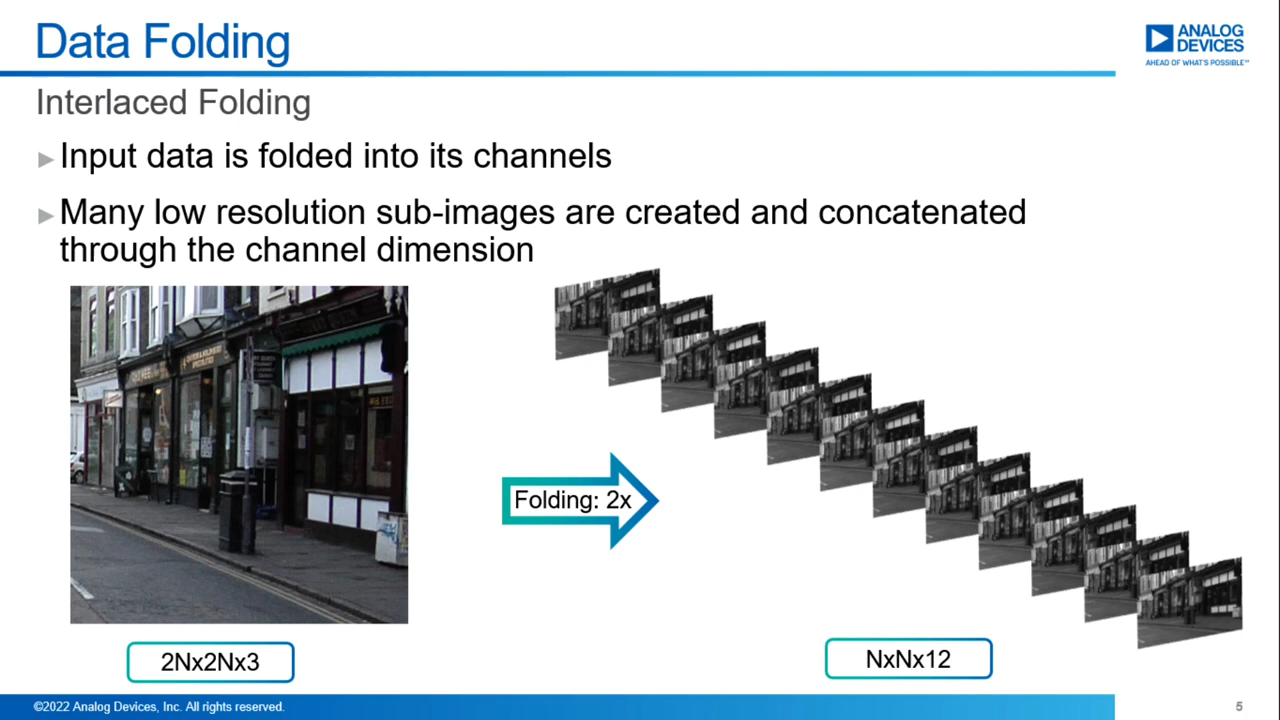 Data Folding
ANALOG
DEVICES
AHEAD OF WHAT'S POSSIBLE™
Interlaced Folding
Input data is folded into its channels
Many low resolution sub-images are created and concatenated
through the channel dimension
Folding: 2x
2Nx2Nx3
NxNx12
©2022 Analog Devices, Inc. All rights reserved.
5